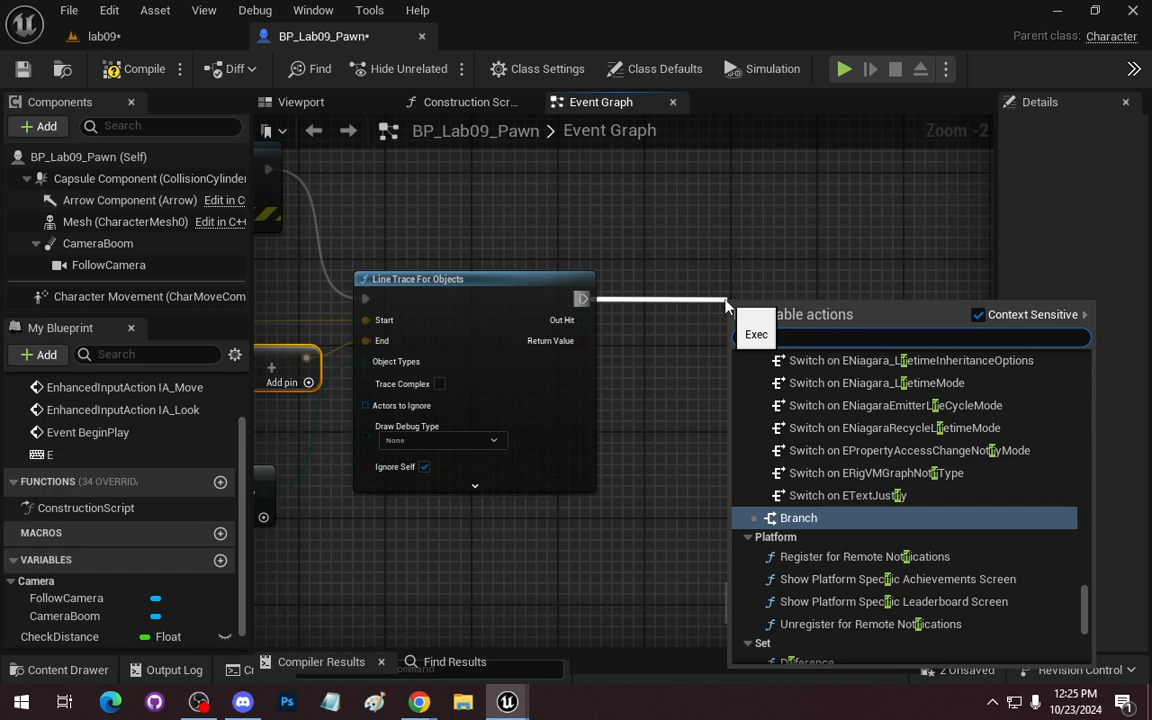 File Edit Asset View Debug Window Tools Help
lab09*
BP_Lab09_Pawn*
Parent class: Character
Compile
Diff
Find
Hide Unrelated
Class Settings
Class Defaults
Simulation
Components
Viewport
Construction Scr...
Event Graph
Details
Add
Search
BP_Lab09_Pawn > Event Graph
Zoom -2
BP_Lab09_Pawn (Self)
Capsule Component (CollisionCylinder
Arrow Component (Arrow) Edit in C
Mesh (CharacterMesh0) Edit in C++
CameraBoom
FollowCamera
Character Movement (CharMoveCom
My Blueprint
Add
Search
EnhancedInputAction IA_Move
EnhancedInputAction IA_Look
Event BeginPlay
E
FUNCTIONS (34 OVERRID
ConstructionScript
MACROS
VARIABLES
Camera
FollowCamera
CameraBoom
CheckDistance
Float
Add pin
Line Trace For Objects
Start
Out Hit
End
Return Value
Object Types
Trace Complex
Actors to Ignore
Draw Debug Type
None
Ignore Self
Exec
able actions
Context Sensitive
Switch on ENiagara_LifetimeInheritanceOptions
Switch on ENiagara_LifetimeMode
Switch on ENiagaraEmitterLifeCycleMode
Switch on ENiagaraRecycleLifetimeMode
Switch on EPropertyAccessChangeNotifyMode
Switch on ERigVMGraphNotifType
Switch on ETextJustify
Branch
Platform
Register for Remote Notifications
Show Platform Specific Achievements Screen
Show Platform Specific Leaderboard Screen
Unregister for Remote Notifications
Set
Difference
Compiler Results
Find Results
Content Drawer
Output Log
2 Unsaved
Revision Control
12:25 PM
10/23/2024
1